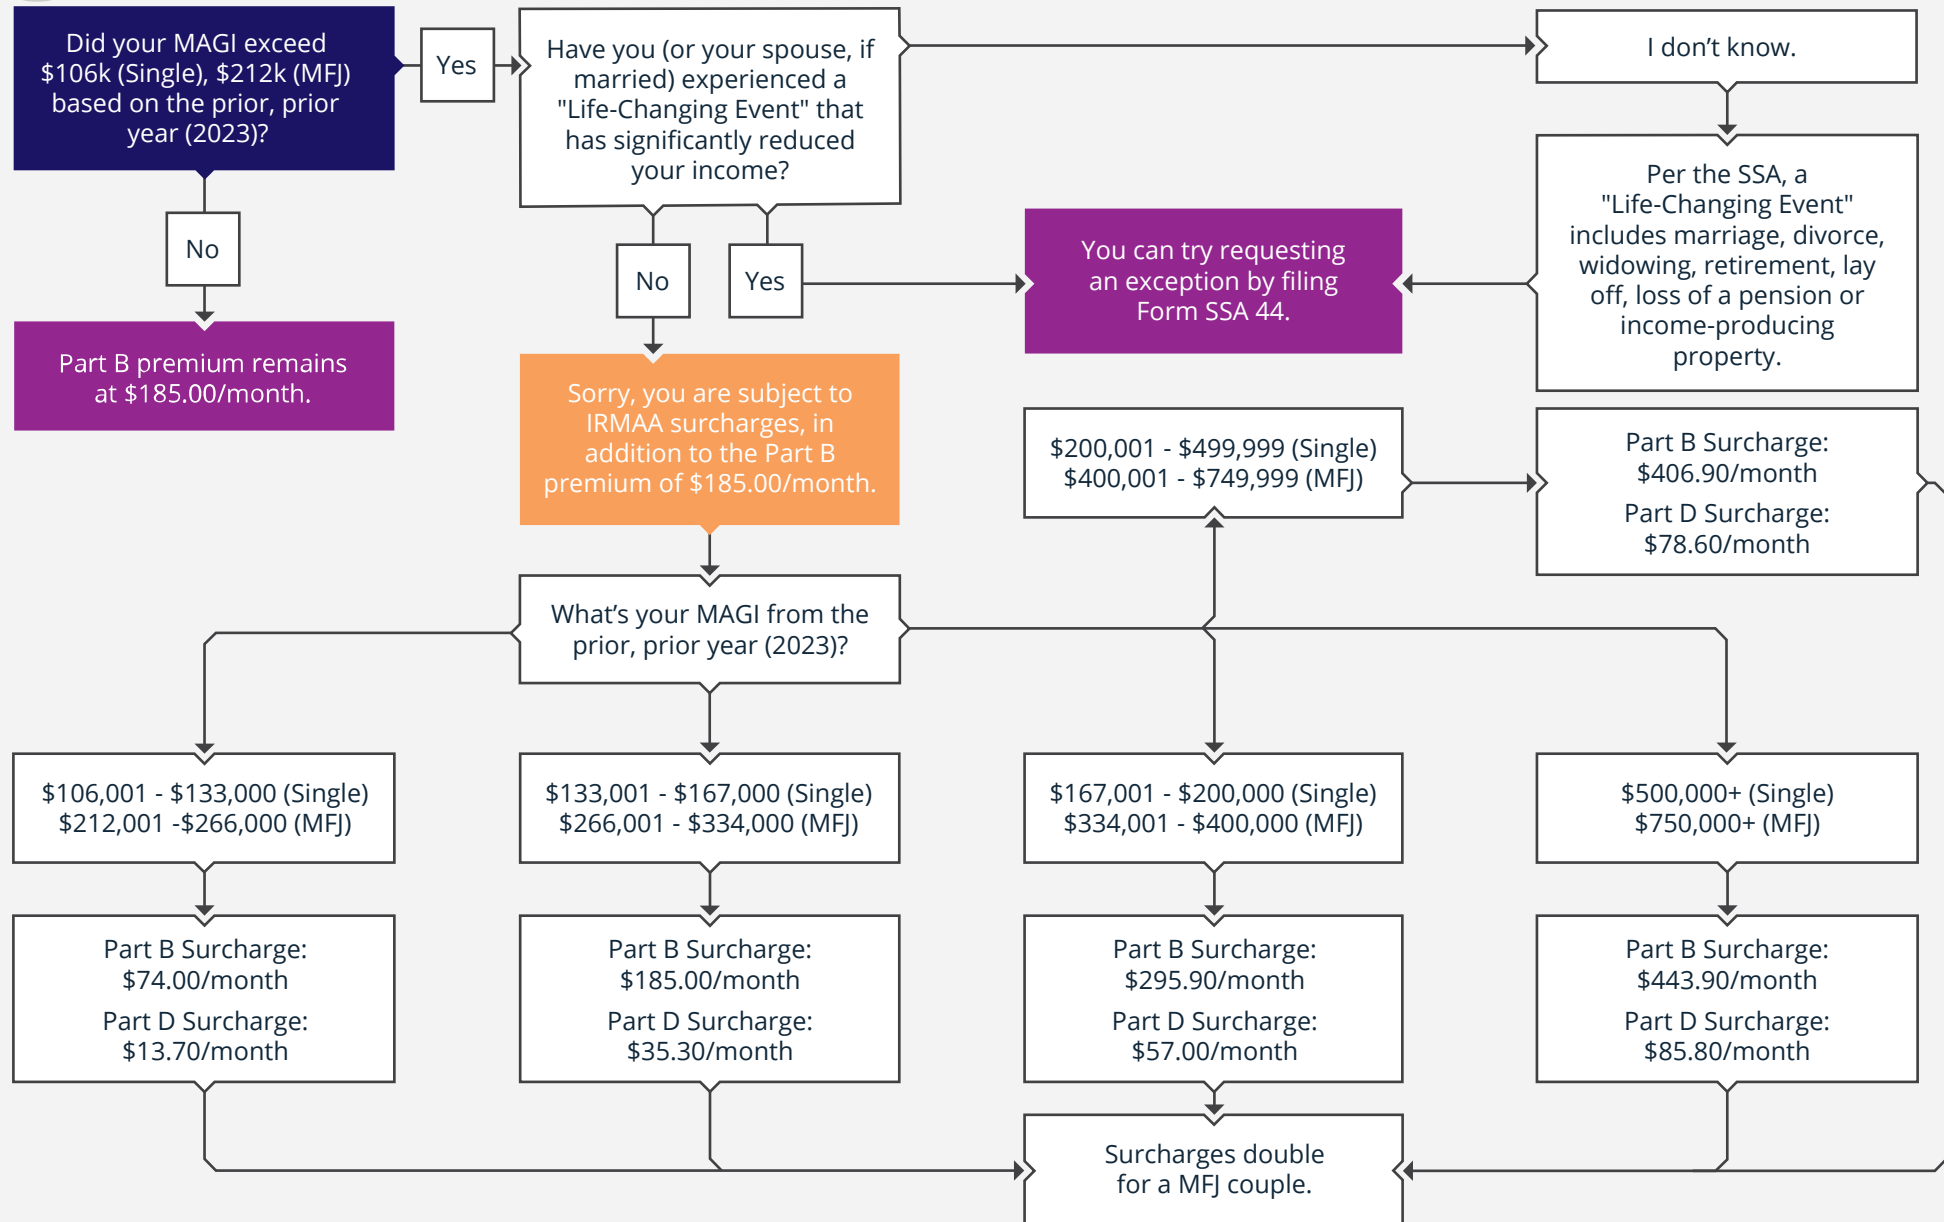 Did your MAGI exceed
$106k (Single), $212k (MFJ)
based on the prior, prior
year (2023)?
Yes
Have you (or your spouse, if
married) experienced a
"Life-Changing Event" that
has significantly reduced
your income?
I don't know.
No
Part B premium remains
at $185.00/month.
No
Yes
You can try requesting
an exception by filing
Form SSA 44.
Per the SSA, a
"Life-Changing Event"
includes marriage, divorce,
widowing, retirement, lay
off, loss of a pension or
income-producing
property.
Sorry, you are subject to
IRMAA surcharges, in
addition to the Part B
premium of $185.00/month.
$200,001 - $499,999 (Single)
$400,001 - $749,999 (MFJ)
Part B Surcharge:
$406.90/month
Part D Surcharge:
$78.60/month
What's your MAGI from the
prior, prior year (2023)?
$106,001 - $133,000 (Single)
$212,001 -$266,000 (MFJ)
$133,001 - $167,000 (Single)
$266,001 - $334,000 (MFJ)
$167,001 - $200,000 (Single)
$334,001 - $400,000 (MFJ)
$500,000+ (Single)
$750,000+ (MFJ)
Part B Surcharge:
$74.00/month
Part D Surcharge:
$13.70/month
Part B Surcharge:
$185.00/month
Part D Surcharge:
$35.30/month
Part B Surcharge:
$295.90/month
Part D Surcharge:
$57.00/month
Part B Surcharge:
$443.90/month
Part D Surcharge:
$85.80/month
Surcharges double
for a MFJ couple.